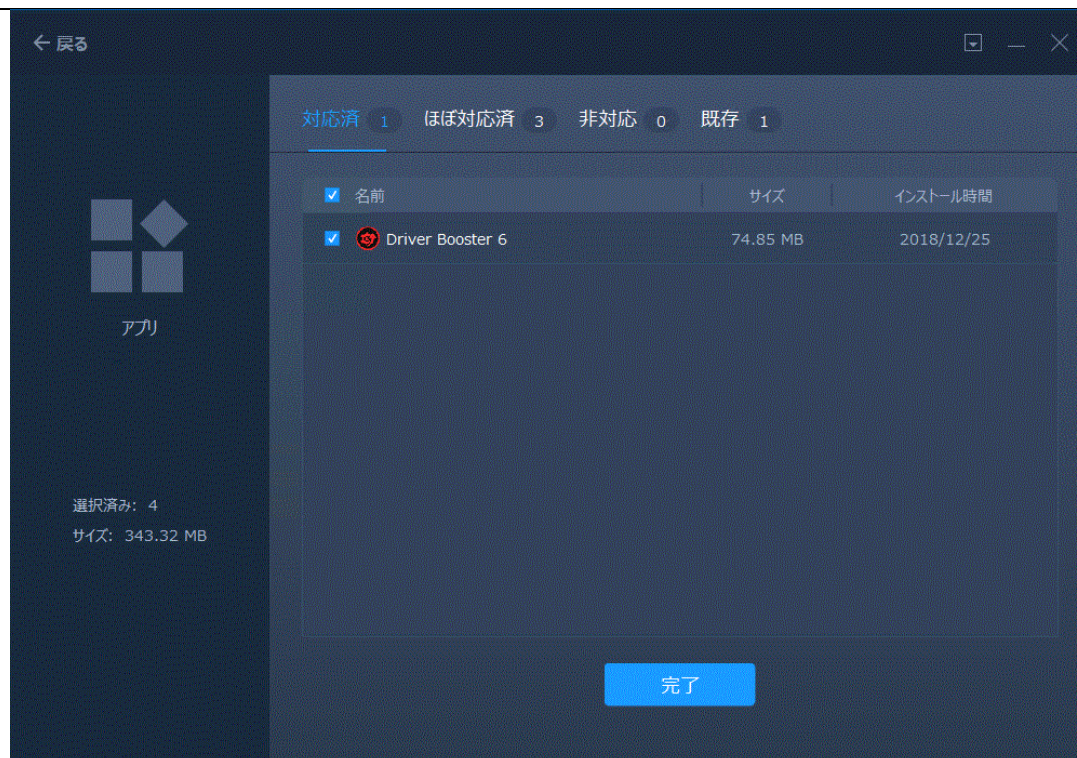 戻る
対応済 1 ほぼ対応済 3 非対応 0 既存 1
名前 サイズ インストール時間
Driver Booster 6 74.85 MB 2018/12/25
アプリ
選択済み: 4
サイズ: 343.32 MB
完了